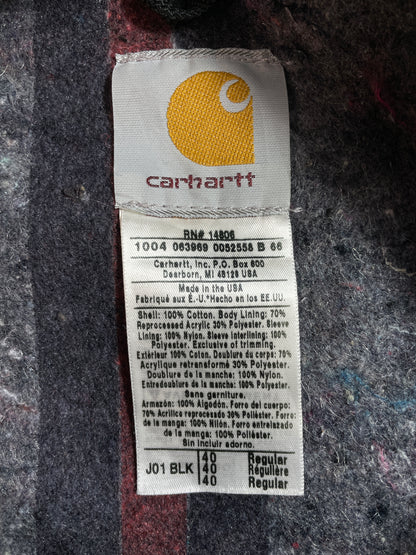 carhartt
RN# 14806
1004 063969 0052558 B 66
Carhartt, Inc. P.O. Box 600
Dearborn, MI 48126 USA
Made in the USA
Fabriqué aux É.-U.*Hecho en los EE.UU.
Shell: 100% Cotton. Body Lining: 70%
Reprocessed Acrylic 30% Polyester. Sleeve
Lining: 100% Nylon. Sleeve Interlining: 100%
Polyester. Exclusive of trimming.
Extérieur 100% Coton. Doublure du corps: 70%
Acrylique retransformé 30% Polyester.
Doublure de la manche: 100% Nylon.
Entredoublure de la manche: 100% Polyester
Sans garniture.
Armazón: 100% Algodón. Forro del cuerpo:
70% Acrilico reprocesado 30% Poliéster. Forro
de la manga: 100% Nilón. Forro entrelazado
de la manga: 100% Poliéster
Sin incluir adorno.
40 Regular
J01 BLK 40 Régulière
40 Regular